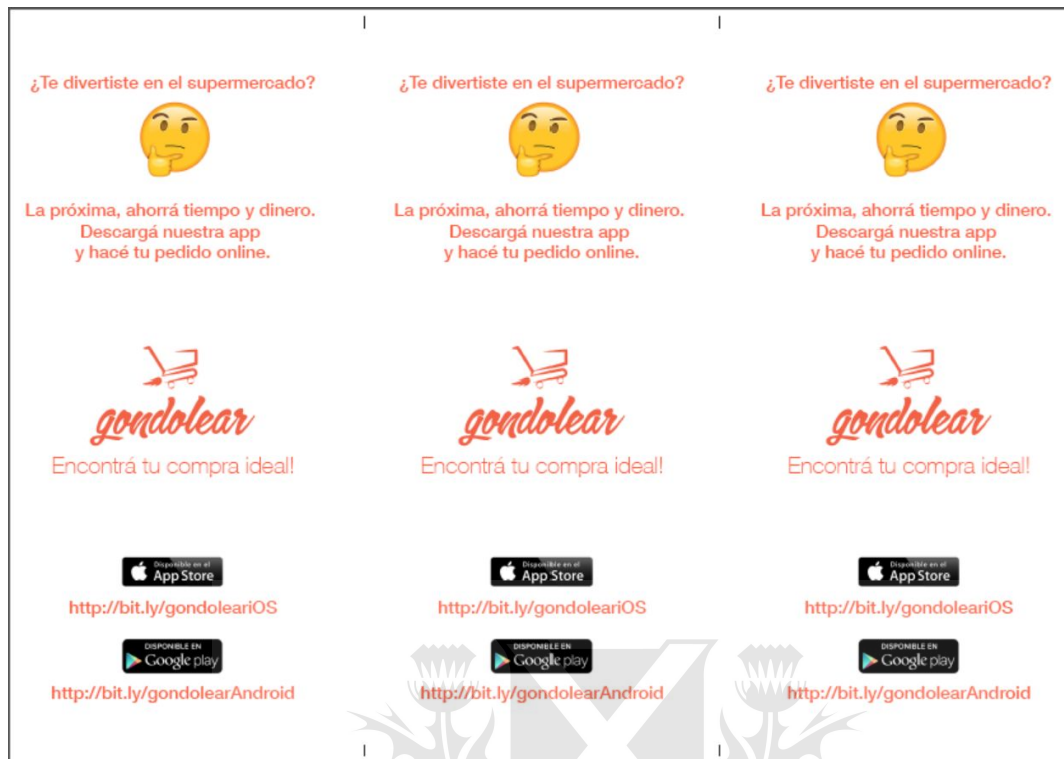 ¿Te divertiste en el supermercado?
La próxima, ahorrá tiempo y dinero.
Descargá nuestra app
y hacé tu pedido online.
gondolear
Encontrá tu compra ideal!
Disponible en el
App Store
http://bit.ly/gondoleariOS
DISPONIBLE EN
Google play
http://bit.ly/gondolearAndroid
¿Te divertiste en el supermercado?
La próxima, ahorrá tiempo y dinero.
Descargá nuestra app
y hacé tu pedido online.
gondolear
Encontrá tu compra ideal!
Disponible en el
App Store
http://bit.ly/gondoleariOS
DISPONIBLE EN
Google play
http://bit.ly/gondolearAndroid
¿Te divertiste en el supermercado?
La próxima, ahorrá tiempo y dinero.
Descargá nuestra app
y hacé tu pedido online.
gondolear
Encontrá tu compra ideal!
Disponible en el
App Store
http://bit.ly/gondoleariOS
DISPONIBLE EN
Google play
http://bit.ly/gondolearAndroid